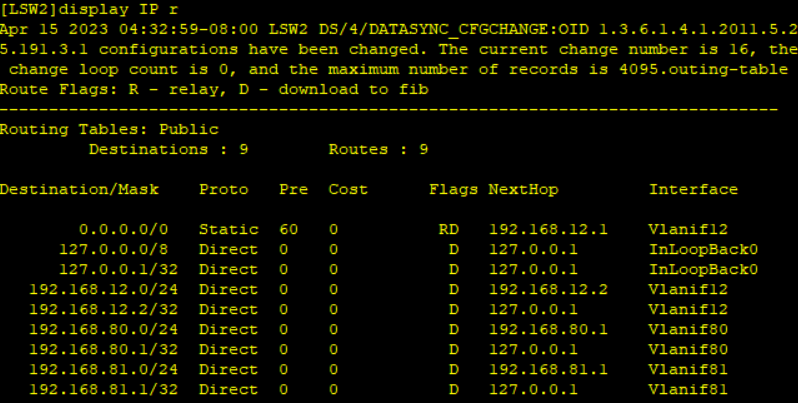 [LSW2]display IP r
Apr 15 2023 04:32:59-08:00 LSW2 DS/4/DATASYNC_CFGCHANGE:OID 1.3.6.1.4.1.2011.5.2
5.191.3.1 configurations have been changed. The current change number is 16, the
 change loop count is 0, and the maximum number of records is 4095.outing-table
Route Flags: R - relay, D - download to fib
------------------------------------------------------------------------------
Routing Tables: Public
         Destinations : 9        Routes : 9
Destination/Mask    Proto   Pre  Cost      Flags NextHop         Interface
        0.0.0.0/0   Static  60   0          RD   192.168.12.1    Vlanif12
      127.0.0.0/8   Direct  0    0           D   127.0.0.1       InLoopBack0
      127.0.0.1/32  Direct  0    0           D   127.0.0.1       InLoopBack0
   192.168.12.0/24  Direct  0    0           D   192.168.12.2    Vlanif12
   192.168.12.2/32  Direct  0    0           D   127.0.0.1       Vlanif12
   192.168.80.0/24  Direct  0    0           D   192.168.80.1    Vlanif80
   192.168.80.1/32  Direct  0    0           D   127.0.0.1       Vlanif80
   192.168.81.0/24  Direct  0    0           D   192.168.81.1    Vlanif81
   192.168.81.1/32  Direct  0    0           D   127.0.0.1       Vlanif81